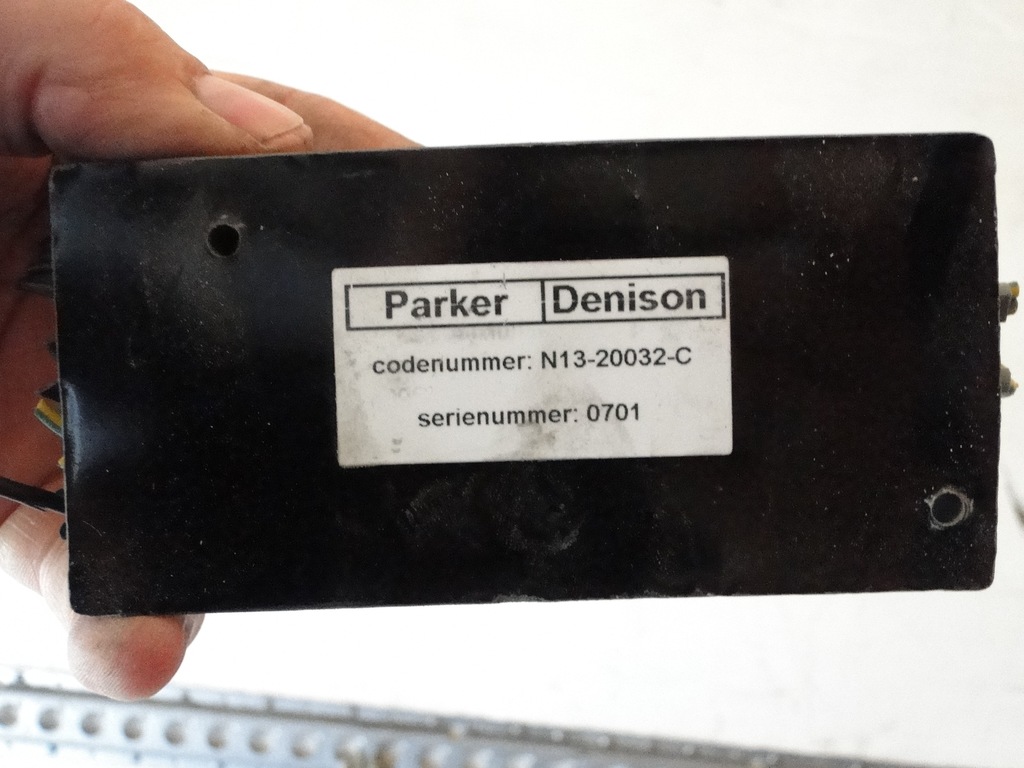 Parker Denison
codenummer: N13-20032-C
serienummer: 0701